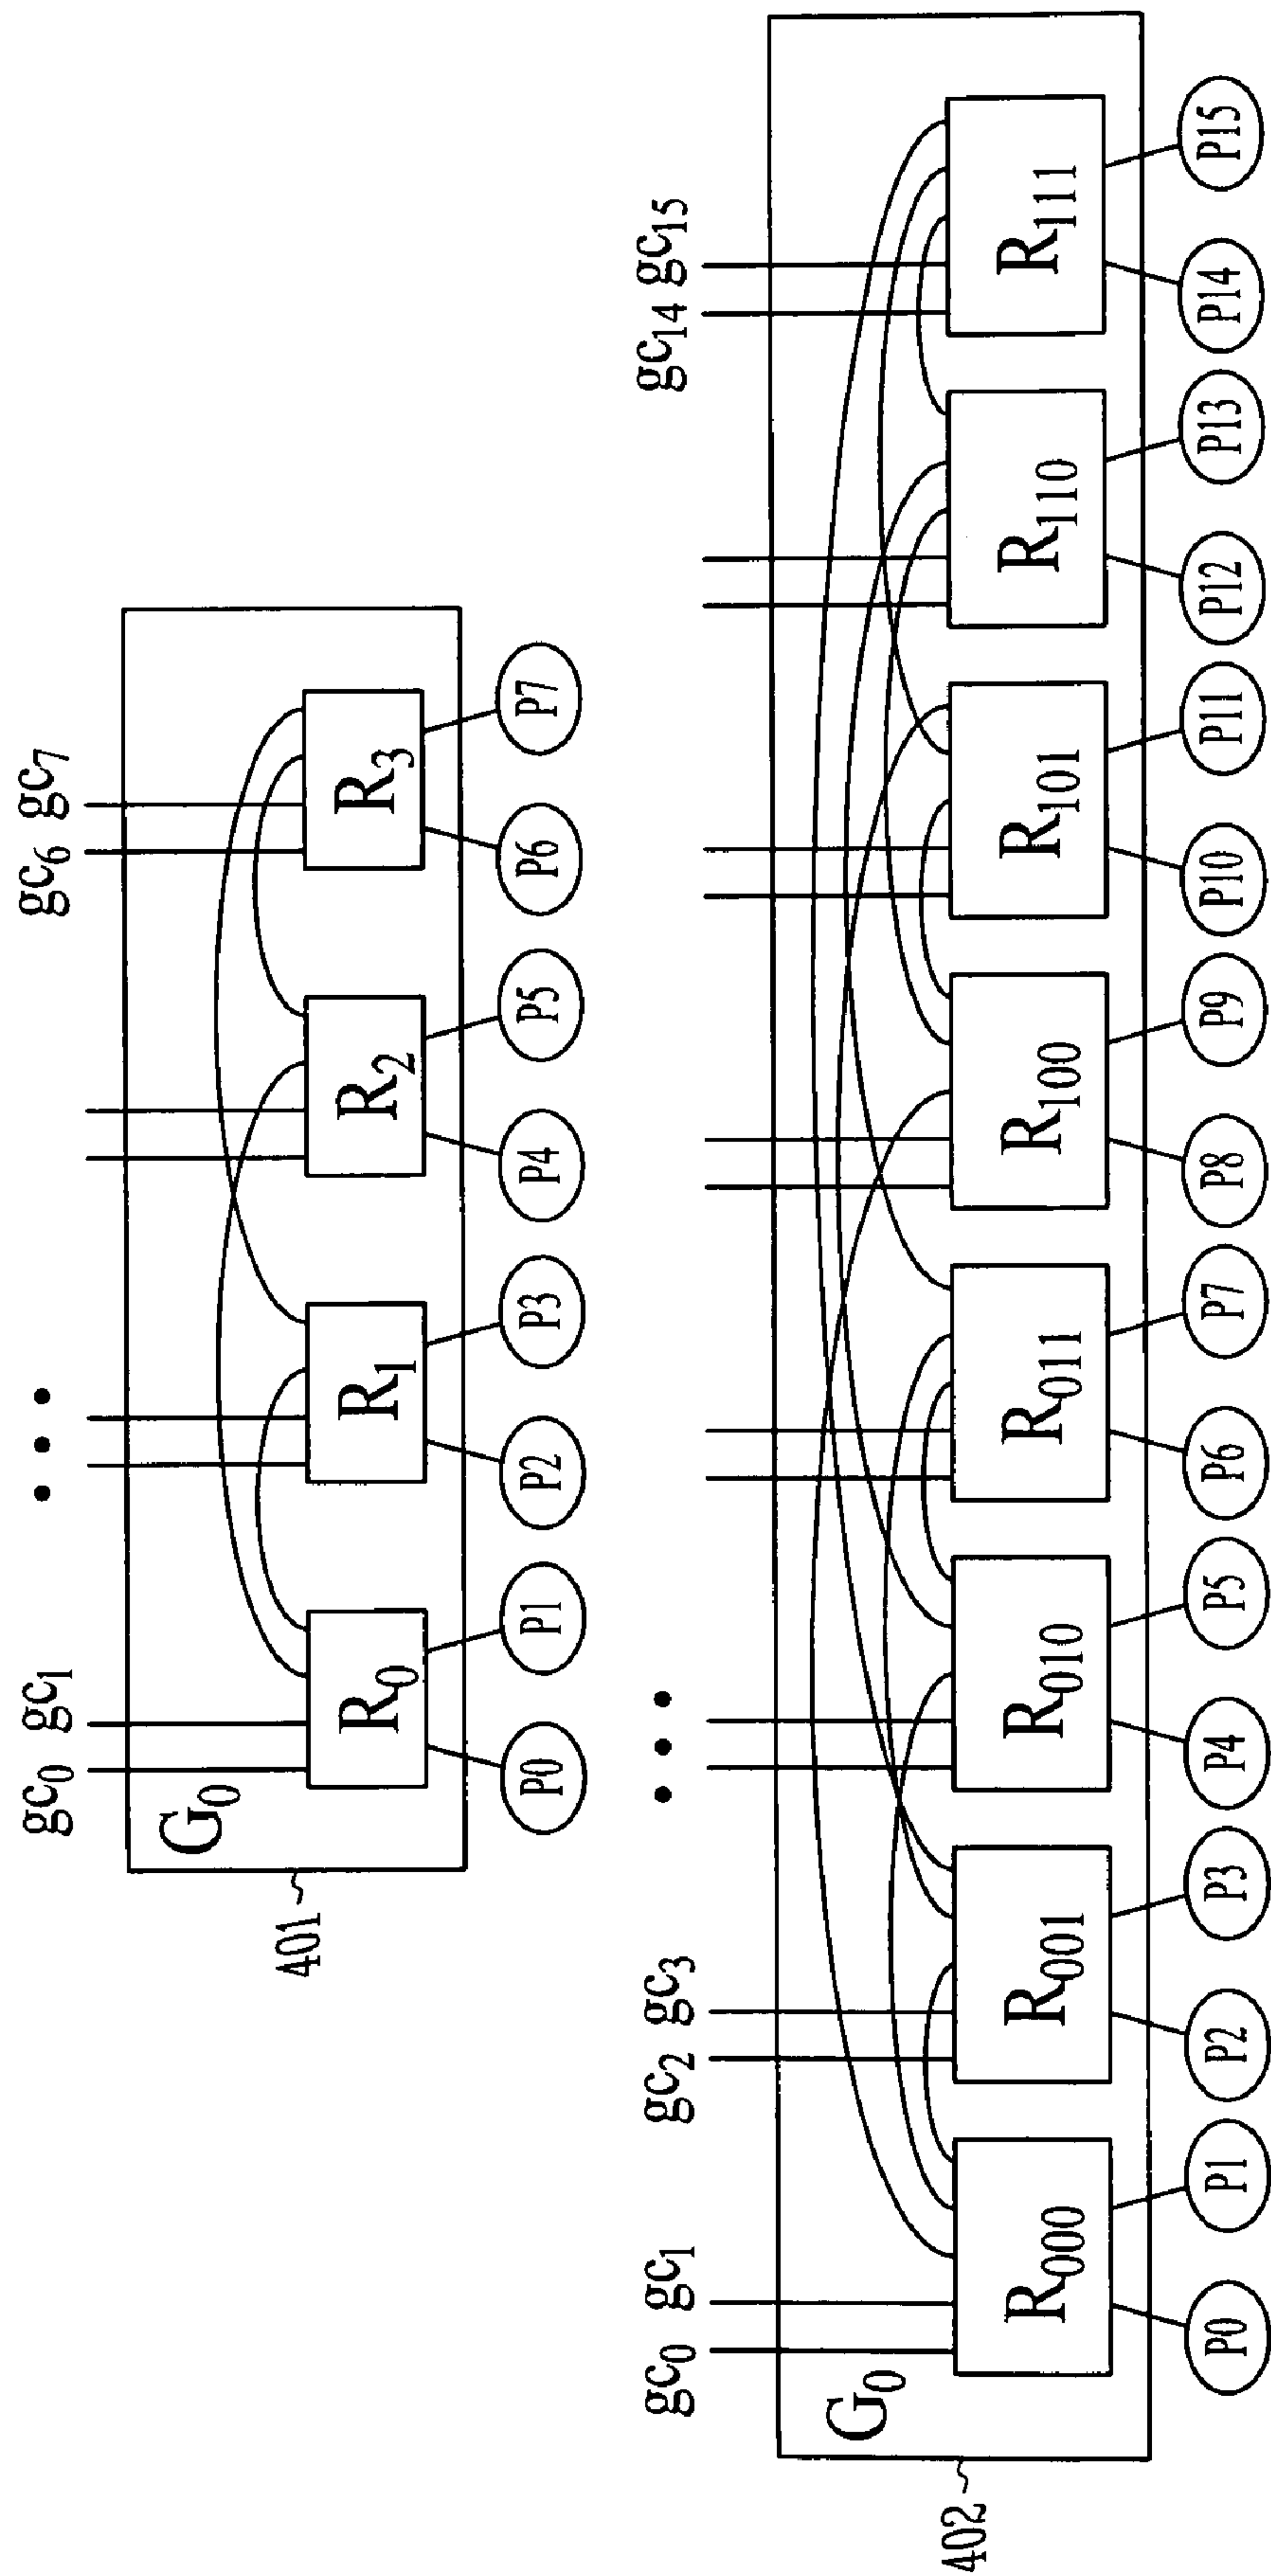 gc0 gc1 gc6 gc7
G0
R0 R1 R2 R3
P0 P1 P2 P3 P4 P5 P6 P7
401
gc0 gc1 gc2 gc3 gc14 gc15
G0
R000 R001 R010 R011 R100 R101 R110 R111
P0 P1 P2 P3 P4 P5 P6 P7 P8 P9 P10 P11 P12 P13 P14 P15
402